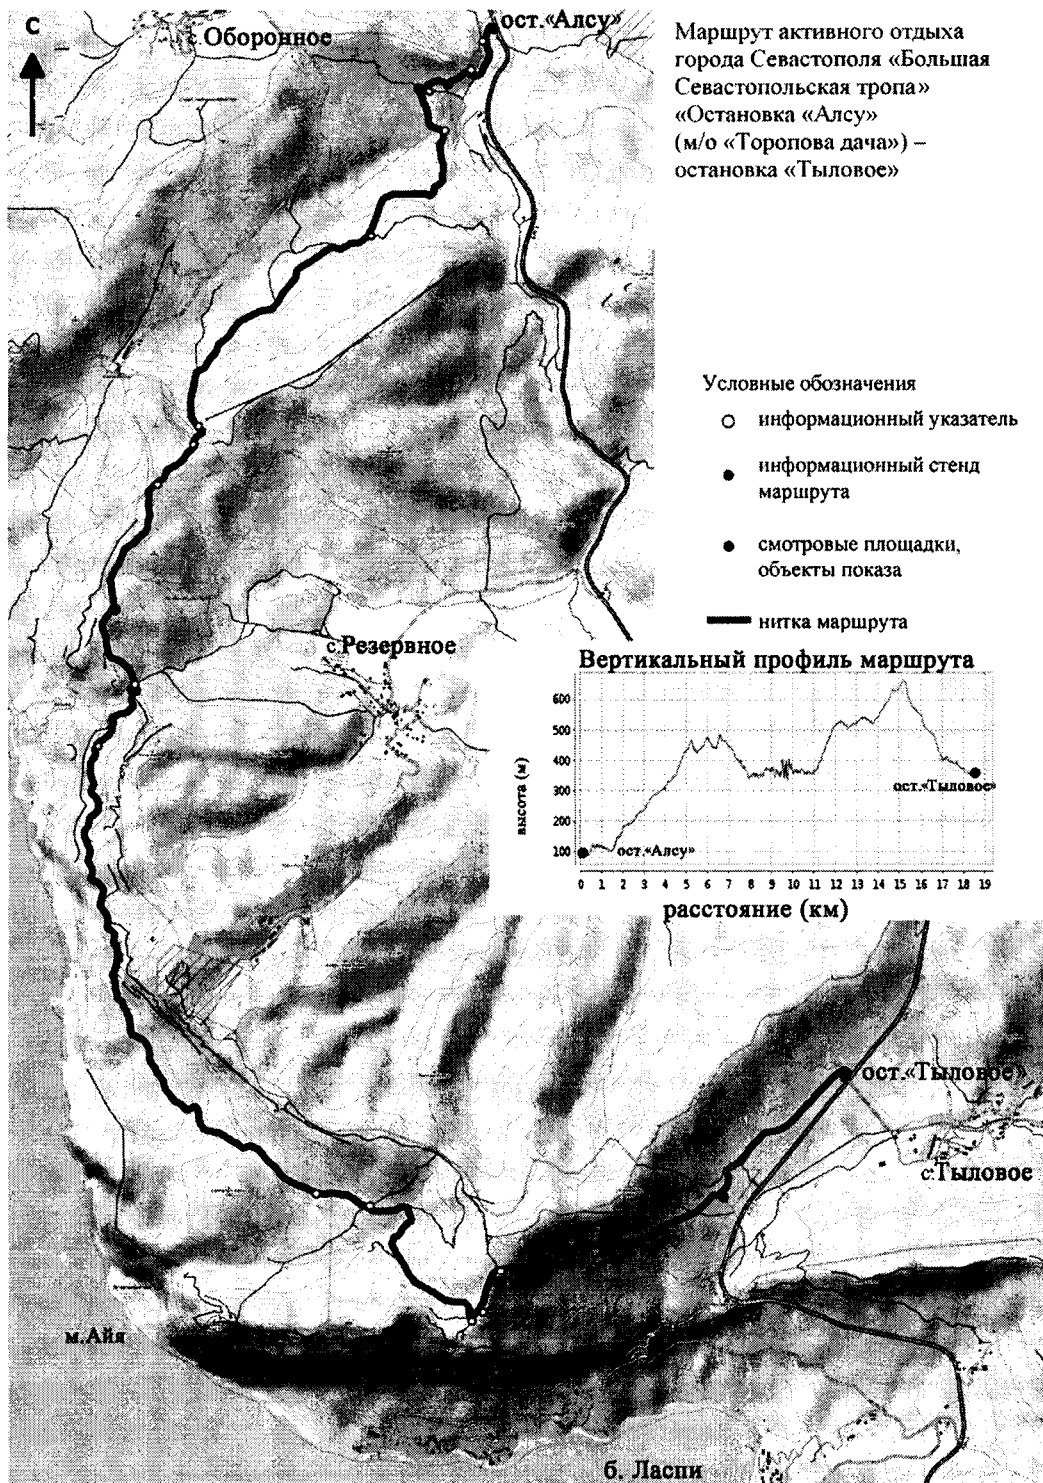 С
ост.«Алсу»
с.Оборонное
Маршрут активного отдыха
города Севастополя «Большая
Севастопольская тропа»
«Остановка «Алсу»
(м/о «Торопова дача») –
остановка «Тыловое»
Условные обозначения
информационный указатель
информационный стенд
маршрута
смотровые площадки,
объекты показа
нитка маршрута
с.Резервное
Вертикальный профиль маршрута
600
500
400
300
200
100
высота (м)
ост.«Тыловое»
ост.«Алсу»
0 1 2 3 4 5 6 7 8 9 10 11 12 13 14 15 16 17 18 19
расстояние (км)
ост.«Тыловое»
с.Тыловое
м.Айя
б. Ласпи